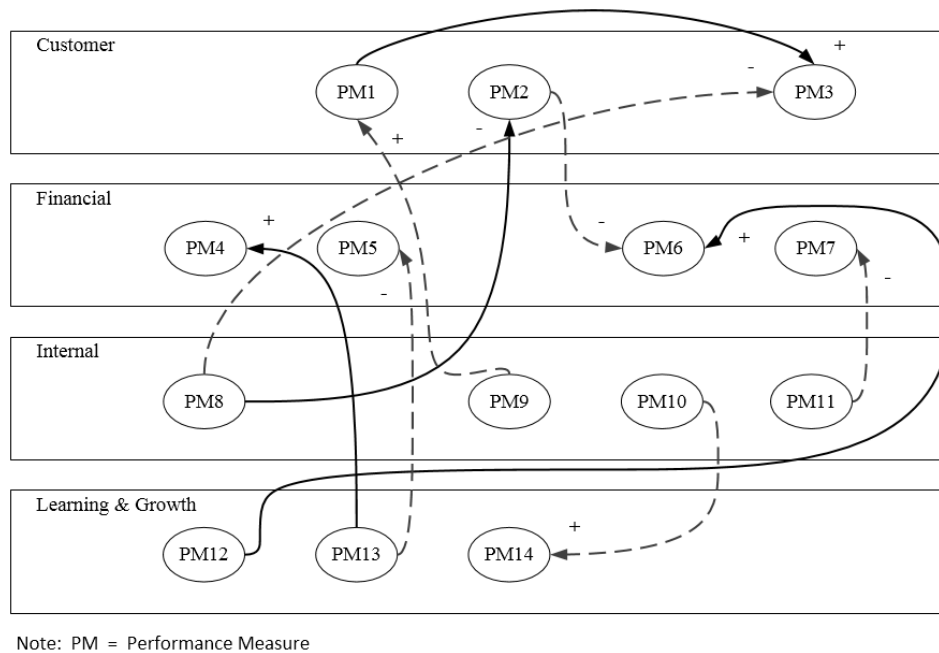 Customer
+
-
PM1
PM2
PM3
+
-
Financial
+
-
+
PM4
PM5
PM6
PM7
-
-
Internal
PM8
PM9
PM10
PM11
Learning & Growth
+
PM12
PM13
PM14
Note: PM = Performance Measure